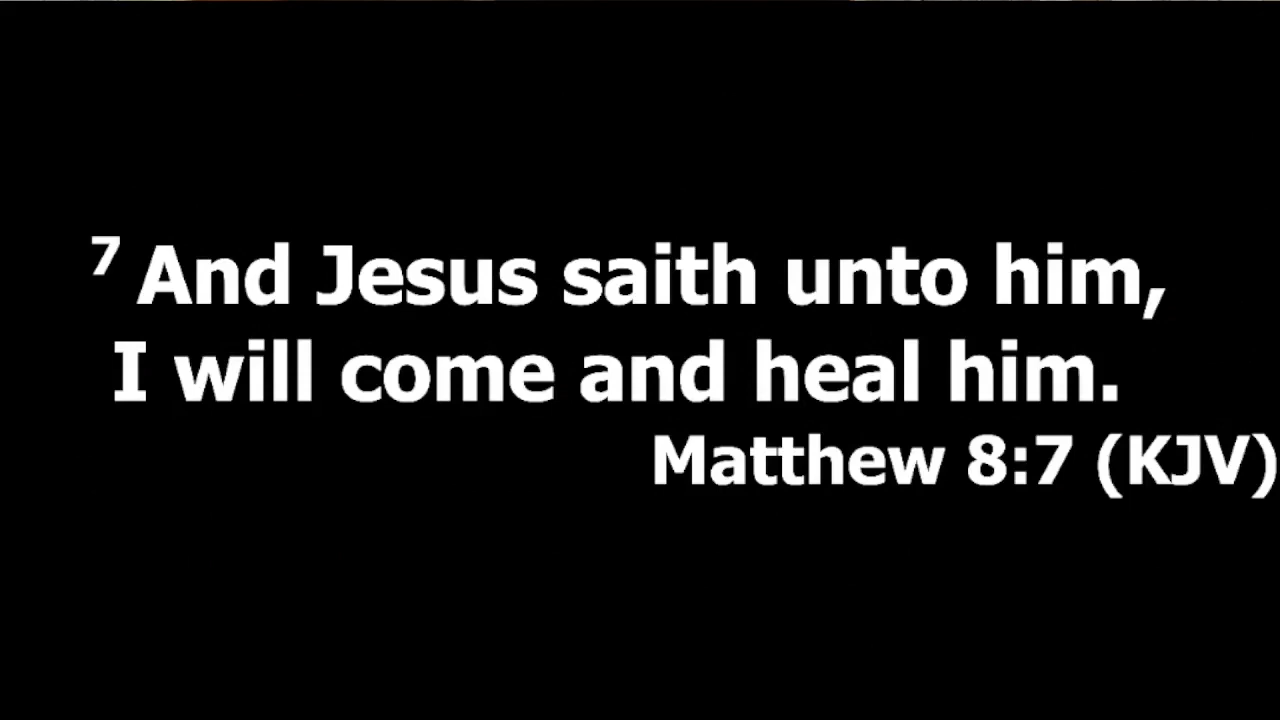 7 And Jesus saith unto him,
I will come and heal him.
Matthew 8:7 (KJV)